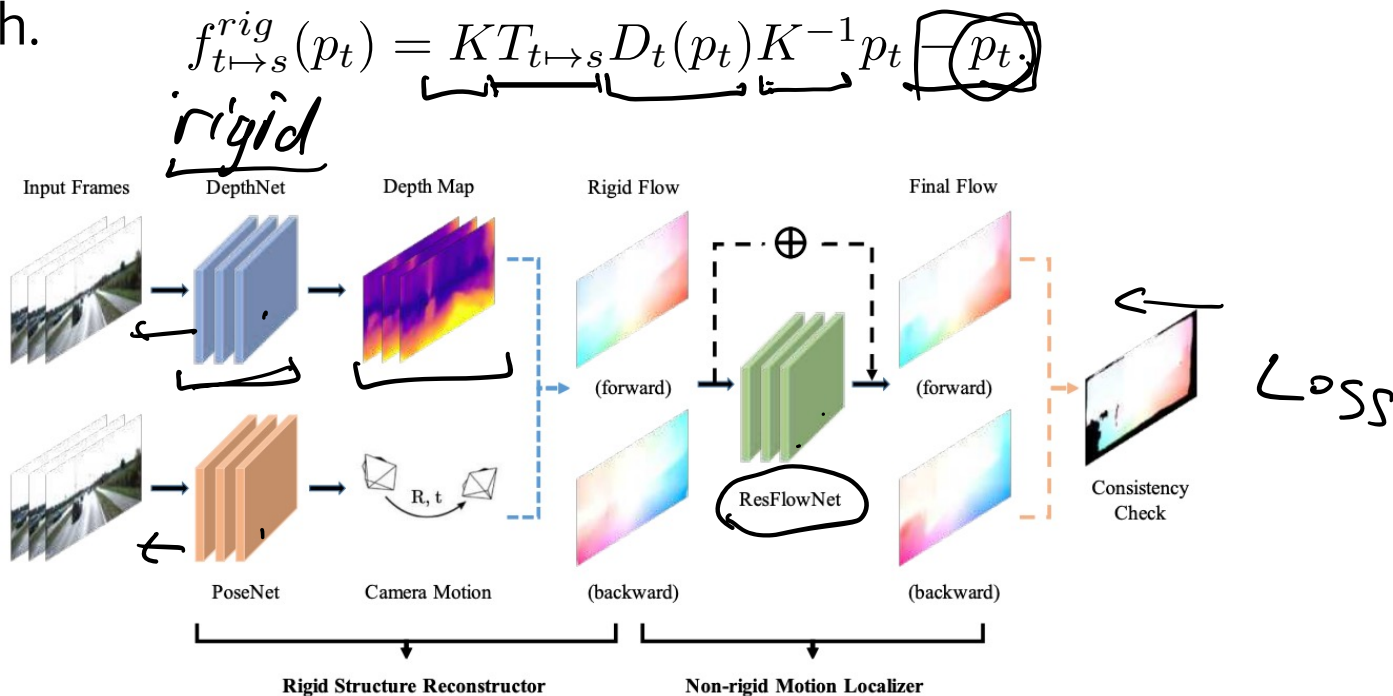 h.
f^{rig}_{t↦s}(p_t) = KT_{t↦s}D_t(p_t)K^{-1}p_t − p_t.
rigid
Input Frames DepthNet Depth Map Rigid Flow Final Flow
⊕
(forward) (forward)
Loss
R, t
ResFlowNet
Consistency
Check
PoseNet Camera Motion (backward) (backward)
Rigid Structure Reconstructor Non-rigid Motion Localizer